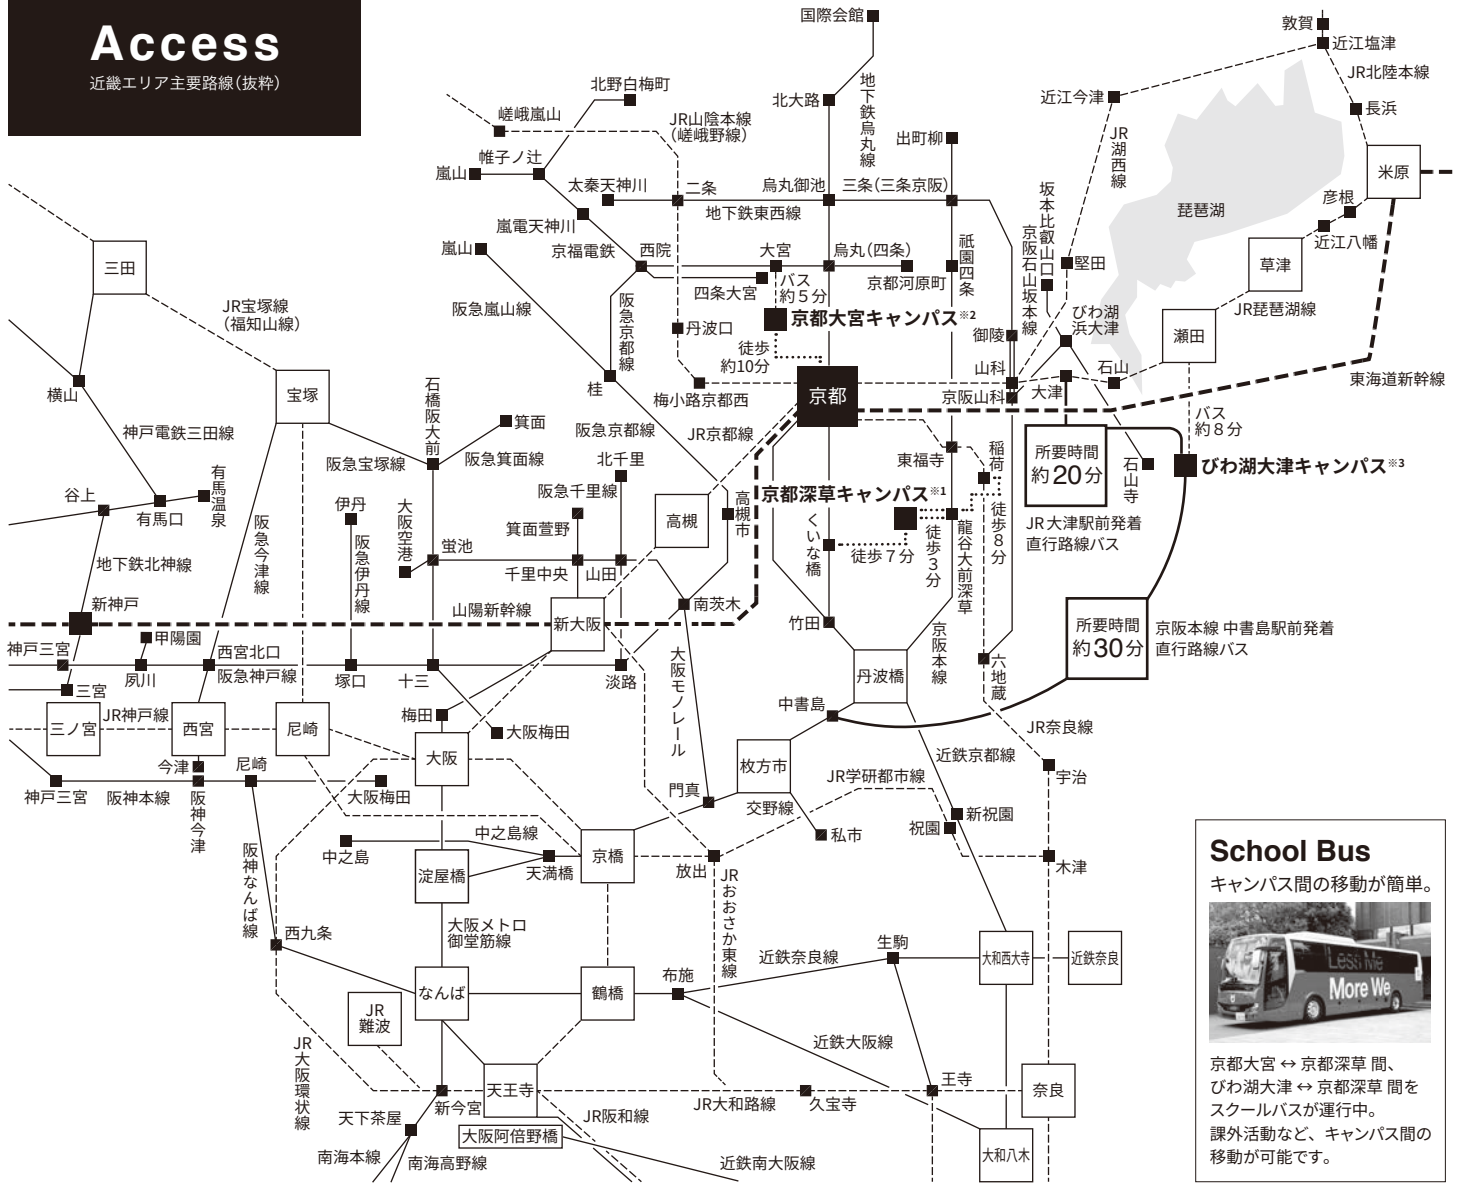 Access
近畿エリア主要路線（抜粋）
国際会館
敦賀
近江塩津
JR北陸本線
北野白梅町
北大路
地下鉄烏丸線
近江今津
長浜
嵯峨嵐山
JR山陰本線
（嵯峨野線）
出町柳
JR湖西線
帷子ノ辻
嵐山
太秦天神川
二条
烏丸御池
三条（三条京阪）
坂本比叡山口
米原
地下鉄東西線
彦根
琵琶湖
嵐電天神川
近江八幡
京福電鉄
嵐山
西院
大宮
烏丸（四条）
祇園四条
京阪石山坂本線
三田
堅田
草津
四条大宮
バス
約5分
京都河原町
阪急嵐山線
阪急京都線
JR宝塚線
（福知山線）
丹波口
京都大宮キャンパス※2
びわ湖
浜大津
JR琵琶湖線
御陵
瀬田
徒歩
約10分
山科
石山
横山
宝塚
石橋阪大前
桂
梅小路京都西
京都
京阪山科
大津
東海道新幹線
箕面
バス
約8分
神戸電鉄三田線
阪急京都線
JR京都線
阪急宝塚線
阪急箕面線
北千里
東福寺
稲荷
所要時間
約20分
石山寺
びわ湖大津キャンパス※3
谷上
有馬温泉
有馬口
伊丹
大阪空港
阪急千里線
高槻
高槻市
京都深草キャンパス※1
JR大津駅前発着
直行路線バス
阪急今津線
阪急伊丹線
箕面萱野
くいな橋
徒歩7分
徒歩3分
龍谷大前深草
徒歩8分
地下鉄北神線
蛍池
千里中央
山田
新神戸
山陽新幹線
新大阪
南茨木
竹田
所要時間
約30分
京阪本線 中書島駅前発着
直行路線バス
神戸三宮
甲陽園
西宮北口
京阪本線
夙川
阪急神戸線
塚口
十三
淡路
大阪モノレール
丹波橋
六地蔵
三宮
三ノ宮
JR神戸線
西宮
尼崎
梅田
大阪梅田
中書島
JR奈良線
今津
尼崎
大阪
枚方市
近鉄京都線
神戸三宮
阪神本線
阪神今津
大阪梅田
門真
JR学研都市線
宇治
交野線
新祝園
祝園
私市
中之島線
中之島
淀屋橋
天満橋
京橋
放出
木津
阪神なんば線
JRおおさか東線
School Bus
キャンパス間の移動が簡単。
西九条
大阪メトロ
御堂筋線
生駒
近鉄奈良線
大和西大寺
近鉄奈良
布施
Less Me
More We
なんば
鶴橋
JR
難波
JR大阪環状線
近鉄大阪線
京都大宮 ↔ 京都深草 間、
びわ湖大津 ↔ 京都深草 間を
スクールバスが運行中。
課外活動など、キャンパス間の
移動が可能です。
天王寺
新今宮
天下茶屋
JR阪和線
JR大和路線
久宝寺
王寺
奈良
大阪阿倍野橋
大和八木
南海本線
南海高野線
近鉄南大阪線